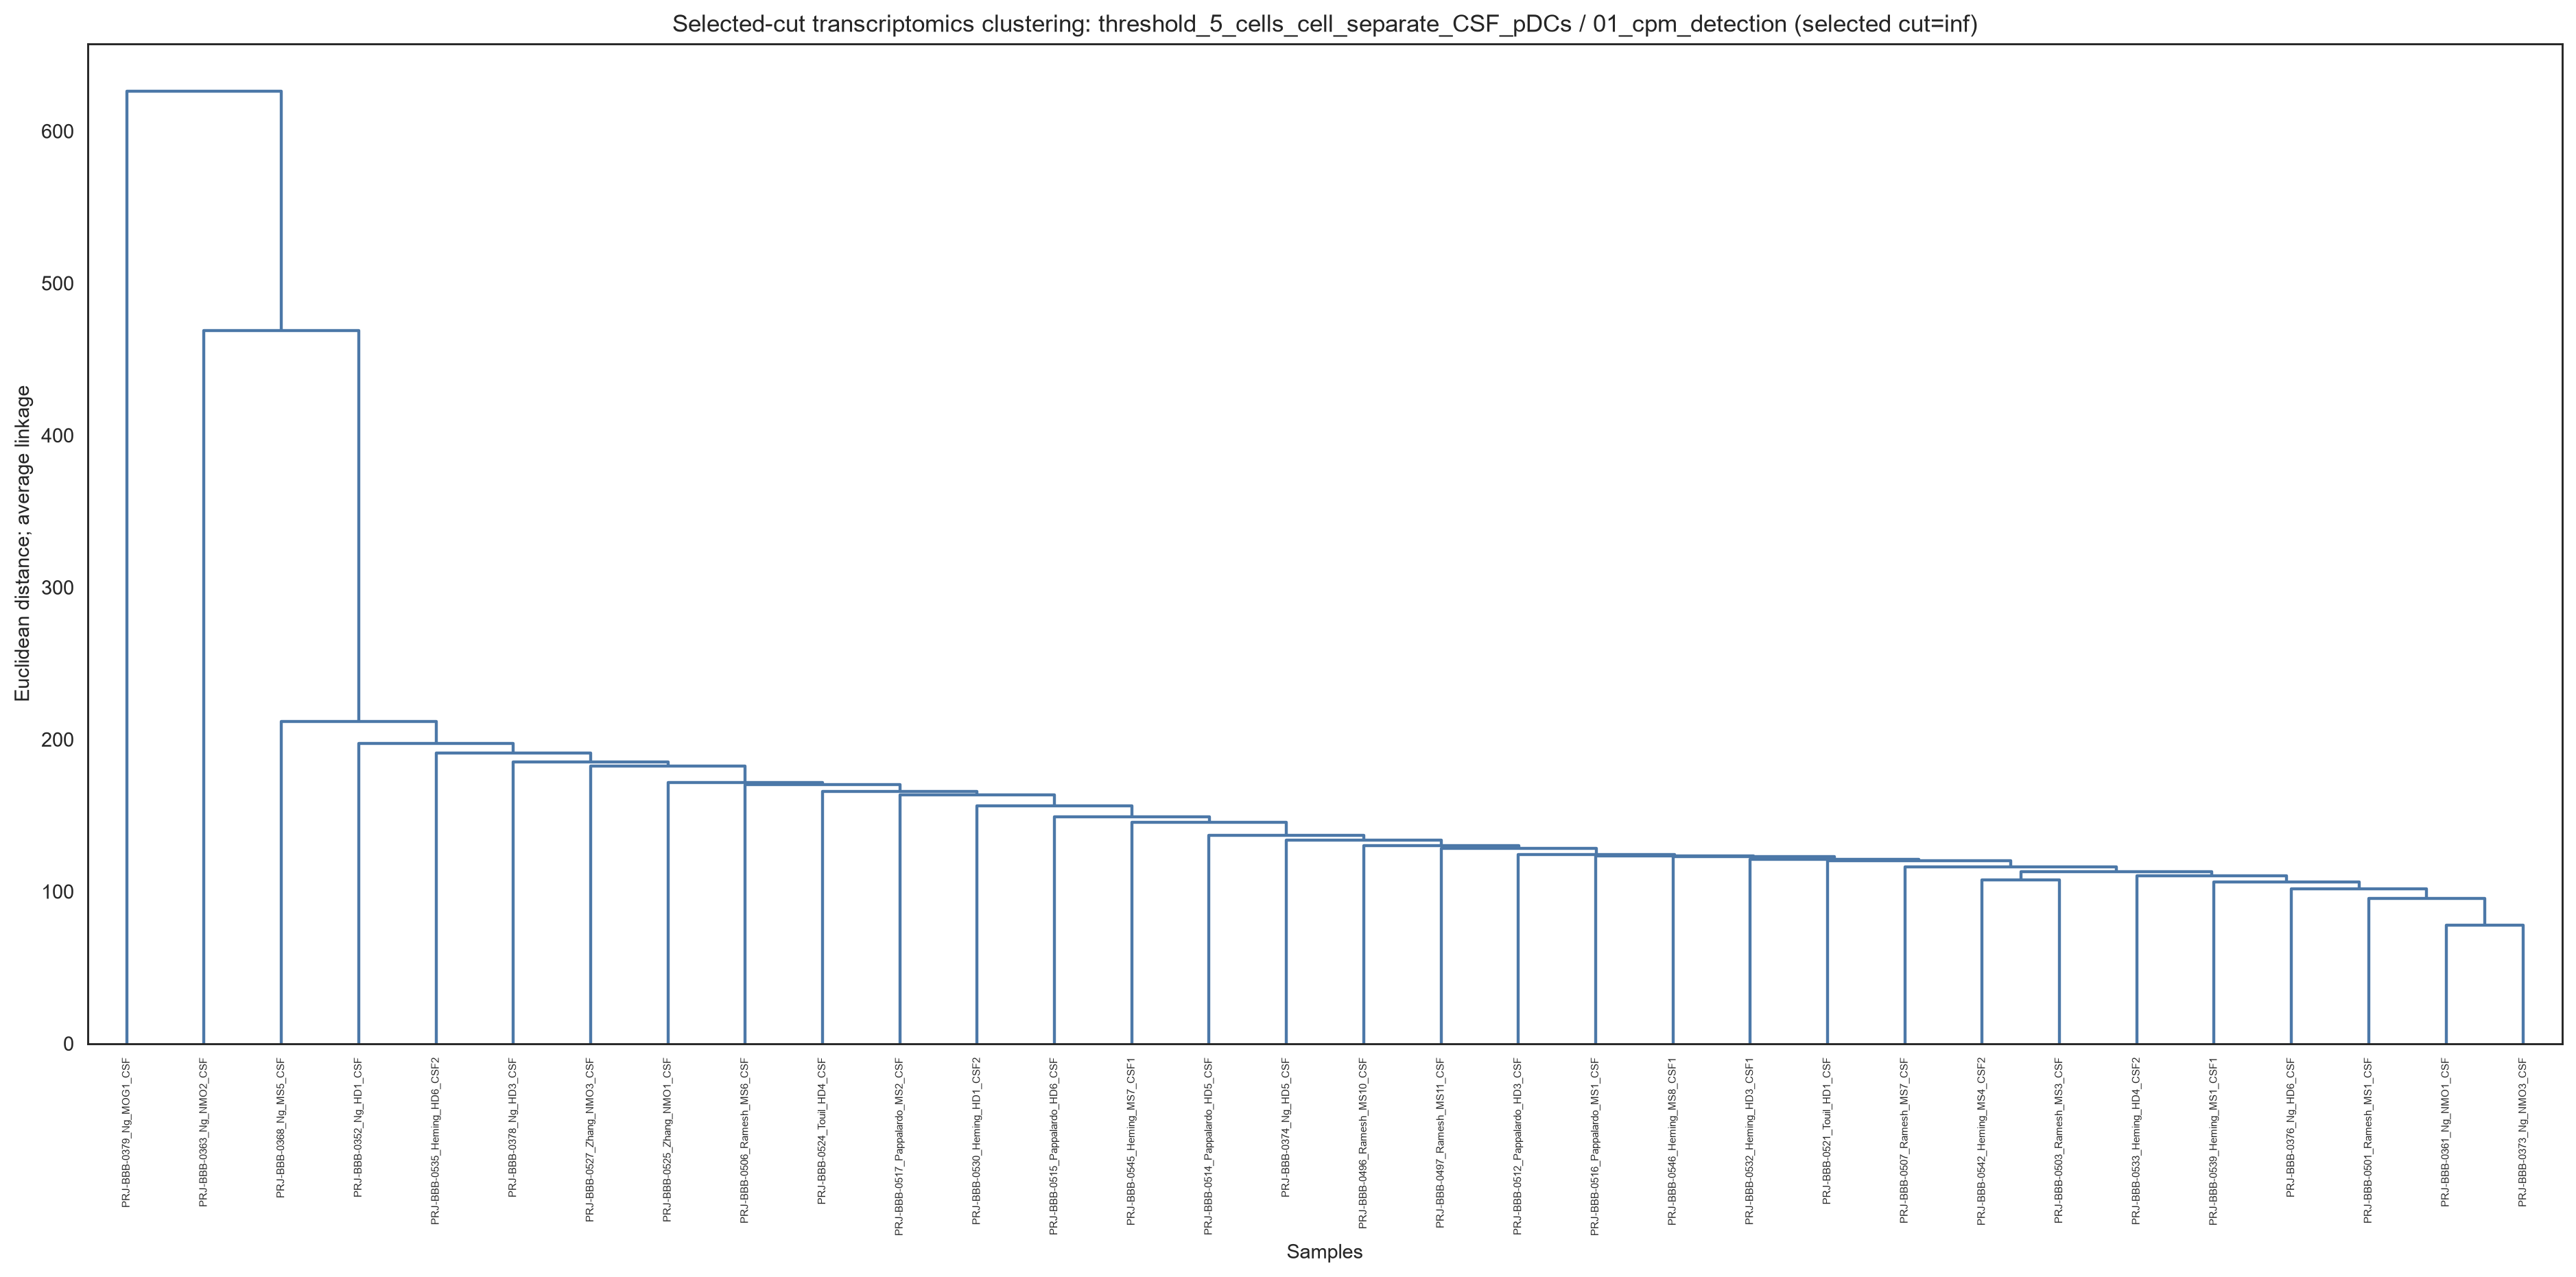 Selected-cut transcriptomics clustering: threshold_5_cells_cell_separate_CSF_pDCs / 01_cpm_detection (selected cut=inf)
Euclidean distance; average linkage
600
500
400
300
200
100
0
PRJ-BBB-0379_Ng_MOG1_CSF
PRJ-BBB-0363_Ng_NMO2_CSF
PRJ-BBB-0368_Ng_MS5_CSF
PRJ-BBB-0352_Ng_HD1_CSF
PRJ-BBB-0535_Heming_HD6_CSF2
PRJ-BBB-0378_Ng_HD3_CSF
PRJ-BBB-0527_Zhang_NMO3_CSF
PRJ-BBB-0525_Zhang_NMO1_CSF
PRJ-BBB-0506_Ramesh_MS6_CSF
PRJ-BBB-0524_Touil_HD4_CSF
PRJ-BBB-0517_Pappalardo_MS2_CSF
PRJ-BBB-0530_Heming_HD1_CSF2
PRJ-BBB-0515_Pappalardo_HD6_CSF
PRJ-BBB-0545_Heming_MS7_CSF1
PRJ-BBB-0514_Pappalardo_HD5_CSF
PRJ-BBB-0374_Ng_HD5_CSF
PRJ-BBB-0496_Ramesh_MS10_CSF
PRJ-BBB-0497_Ramesh_MS11_CSF
PRJ-BBB-0512_Pappalardo_HD3_CSF
PRJ-BBB-0516_Pappalardo_MS1_CSF
PRJ-BBB-0546_Heming_MS8_CSF1
PRJ-BBB-0532_Heming_HD3_CSF1
PRJ-BBB-0521_Touil_HD1_CSF
PRJ-BBB-0507_Ramesh_MS7_CSF
PRJ-BBB-0542_Heming_MS4_CSF2
PRJ-BBB-0503_Ramesh_MS3_CSF
PRJ-BBB-0533_Heming_HD4_CSF2
PRJ-BBB-0539_Heming_MS1_CSF1
PRJ-BBB-0376_Ng_HD6_CSF
PRJ-BBB-0501_Ramesh_MS1_CSF
PRJ-BBB-0361_Ng_NMO1_CSF
PRJ-BBB-0373_Ng_NMO3_CSF
Samples